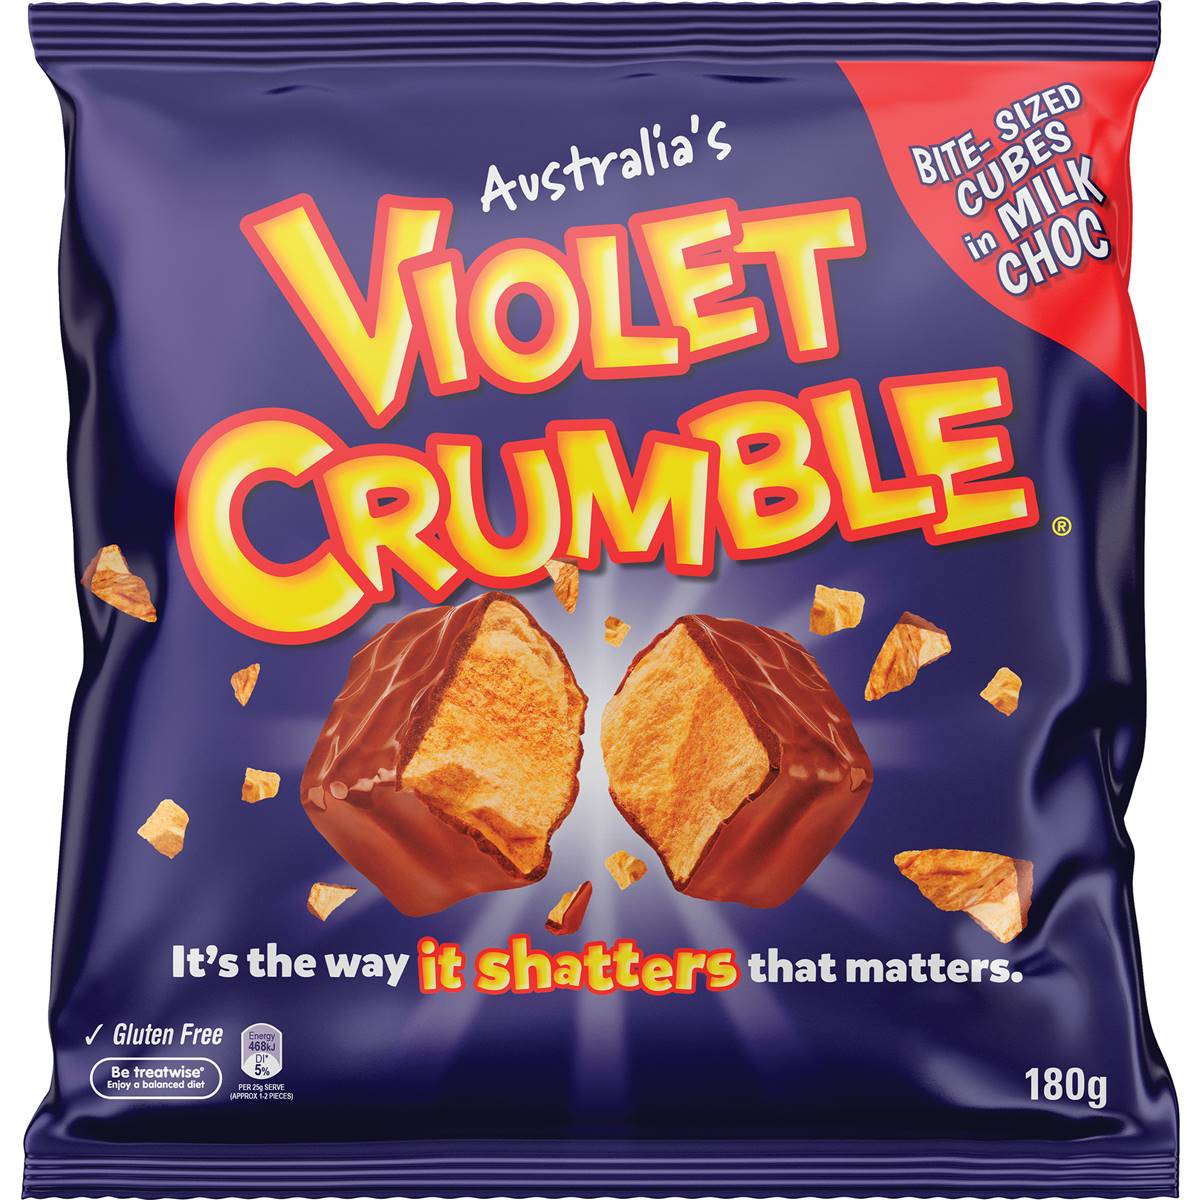 Australia's
VIOLET
CRUMBLE
®
BITE-SIZED
CUBES
in MILK
CHOC
It's the way it shatters that matters.
✓ Gluten Free
Be treatwise®
Enjoy a balanced diet
Energy
468kJ
DI*
5%
PER 25g SERVE
(APPROX 1-2 PIECES)
180g